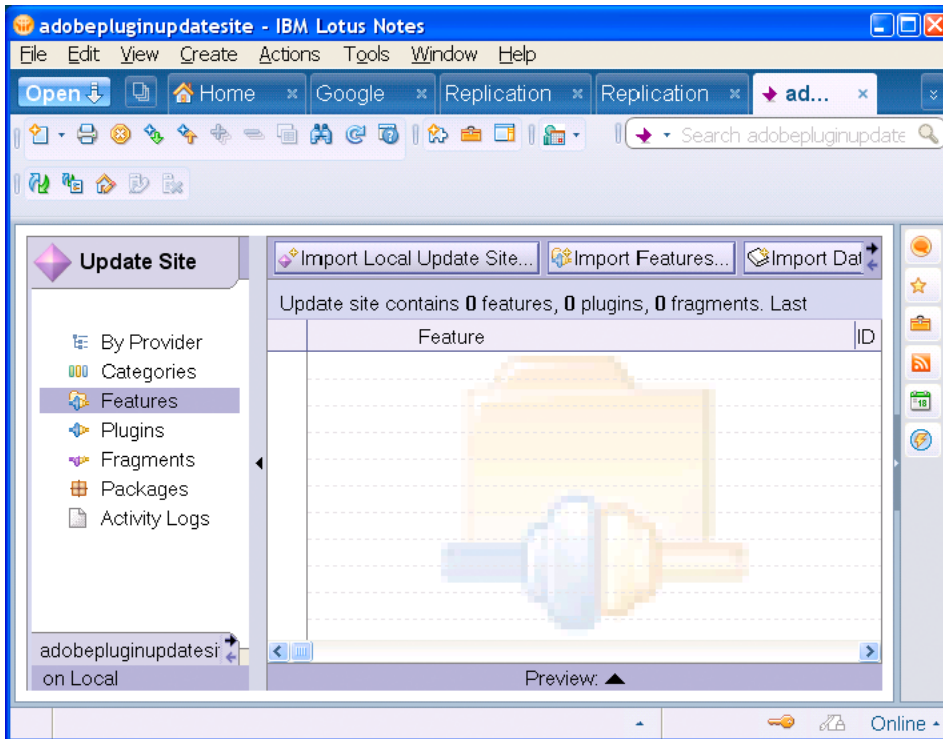 adobepluginupdatesite - IBM Lotus Notes
File Edit View Create Actions Tools Window Help
Open Home Google Replication Replication ad...
Search adobepluginupdate
Update Site
Import Local Update Site... Import Features... Import Dat
Update site contains 0 features, 0 plugins, 0 fragments. Last
Feature ID
By Provider
Categories
Features
Plugins
Fragments
Packages
Activity Logs
adobepluginupdatesit
on Local
Preview:
18
Online